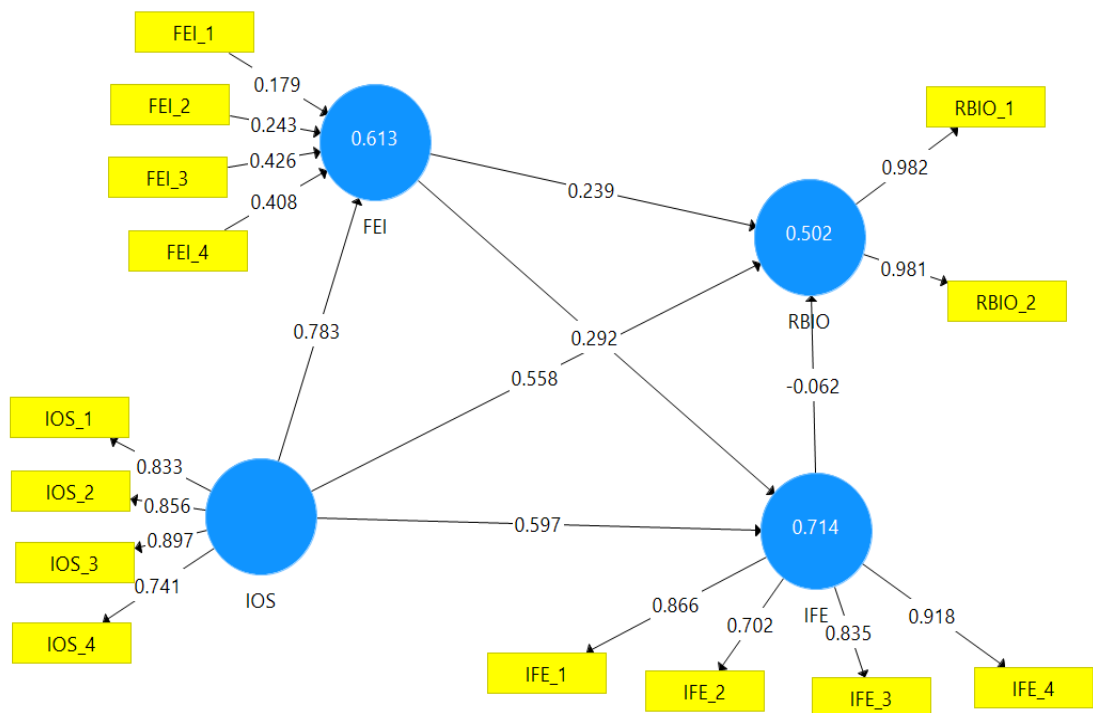 FEI_1
0.179
FEI_2
0.243
FEI_3
0.426
0.408
FEI_4
0.613
FEI
RBIO_1
0.982
0.239
0.502
0.981
RBIO_2
RBIO
0.783
0.292
0.558
-0.062
IOS_1
0.833
IOS_2
0.856
IOS_3
0.897
0.741
IOS_4
IOS
0.597
0.714
IFE
0.866
0.702
0.835
0.918
IFE_1
IFE_2
IFE_3
IFE_4